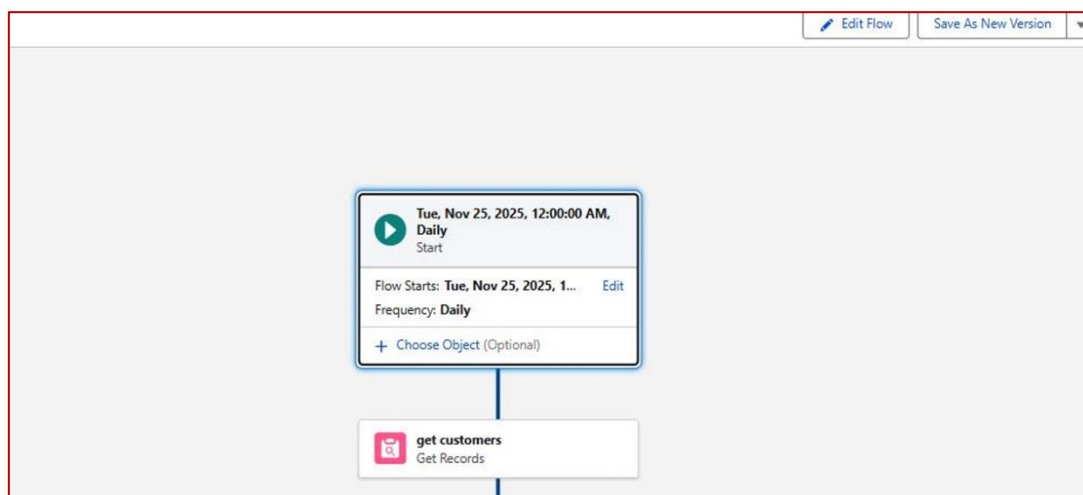 Edit Flow
Save As New Version
Tue, Nov 25, 2025, 12:00:00 AM,
Daily
Start
Flow Starts: Tue, Nov 25, 2025, 1... Edit
Frequency: Daily
+ Choose Object (Optional)
get customers
Get Records